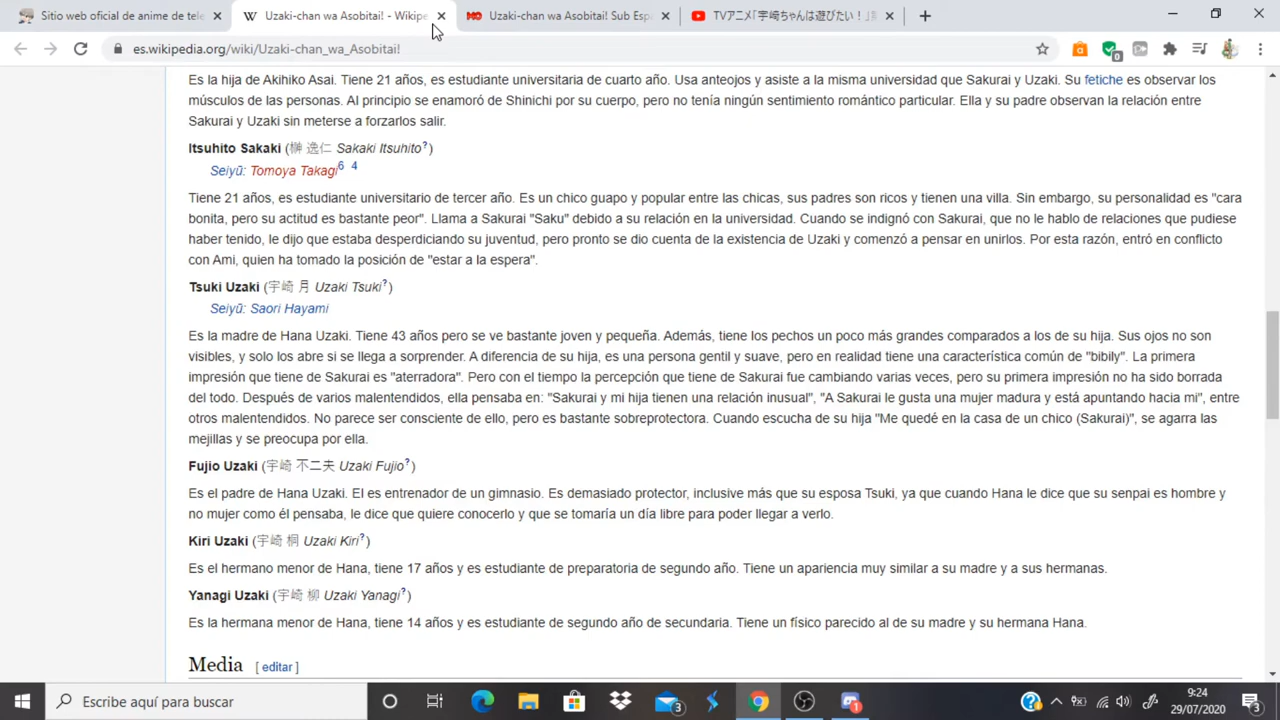 Sitio web oficial de anime de tele
Uzaki-chan wa Asobitai! - Wikipe
Uzaki-chan wa Asobitai! Sub Esp
TVアニメ「宇崎ちゃんは遊びたい！」
es.wikipedia.org/wiki/Uzaki-chan_wa_Asobitai!
Es la hija de Akihiko Asai. Tiene 21 años, es estudiante universitaria de cuarto año. Usa anteojos y asiste a la misma universidad que Sakurai y Uzaki. Su fetiche es observar los
músculos de las personas. Al principio se enamoró de Shinichi por su cuerpo, pero no tenía ningún sentimiento romántico particular. Ella y su padre observan la relación entre
Sakurai y Uzaki sin meterse a forzarlos salir.
Itsuhito Sakaki (榊 逸仁 Sakaki Itsuhito?)
Seiyū: Tomoya Takagi6 4
Tiene 21 años, es estudiante universitario de tercer año. Es un chico guapo y popular entre las chicas, sus padres son ricos y tienen una villa. Sin embargo, su personalidad es "cara
bonita, pero su actitud es bastante peor". Llama a Sakurai "Saku" debido a su relación en la universidad. Cuando se indignó con Sakurai, que no le hablo de relaciones que pudiese
haber tenido, le dijo que estaba desperdiciando su juventud, pero pronto se dio cuenta de la existencia de Uzaki y comenzó a pensar en unirlos. Por esta razón, entró en conflicto
con Ami, quien ha tomado la posición de "estar a la espera".
Tsuki Uzaki (宇崎 月 Uzaki Tsuki?)
Seiyū: Saori Hayami
Es la madre de Hana Uzaki. Tiene 43 años pero se ve bastante joven y pequeña. Además, tiene los pechos un poco más grandes comparados a los de su hija. Sus ojos no son
visibles, y solo los abre si se llega a sorprender. A diferencia de su hija, es una persona gentil y suave, pero en realidad tiene una característica común de "bibily". La primera
impresión que tiene de Sakurai es "aterradora". Pero con el tiempo la percepción que tiene de Sakurai fue cambiando varias veces, pero su primera impresión no ha sido borrada
del todo. Después de varios malentendidos, ella pensaba en: "Sakurai y mi hija tienen una relación inusual", "A Sakurai le gusta una mujer madura y está apuntando hacia mi", entre
otros malentendidos. No parece ser consciente de ello, pero es bastante sobreprotectora. Cuando escucha de su hija "Me quedé en la casa de un chico (Sakurai)", se agarra las
mejillas y se preocupa por ella.
Fujio Uzaki (宇崎 不二夫 Uzaki Fujio?)
Es el padre de Hana Uzaki. El es entrenador de un gimnasio. Es demasiado protector, inclusive más que su esposa Tsuki, ya que cuando Hana le dice que su senpai es hombre y
no mujer como él pensaba, le dice que quiere conocerlo y que se tomaría un día libre para poder llegar a verlo.
Kiri Uzaki (宇崎 桐 Uzaki Kiri?)
Es el hermano menor de Hana, tiene 17 años y es estudiante de preparatoria de segundo año. Tiene un apariencia muy similar a su madre y a sus hermanas.
Yanagi Uzaki (宇崎 柳 Uzaki Yanagi?)
Es la hermana menor de Hana, tiene 14 años y es estudiante de segundo año de secundaria. Tiene un físico parecido al de su madre y su hermana Hana.
Media [ editar ]
Escribe aquí para buscar
3
1
9:24
29/07/2020
3